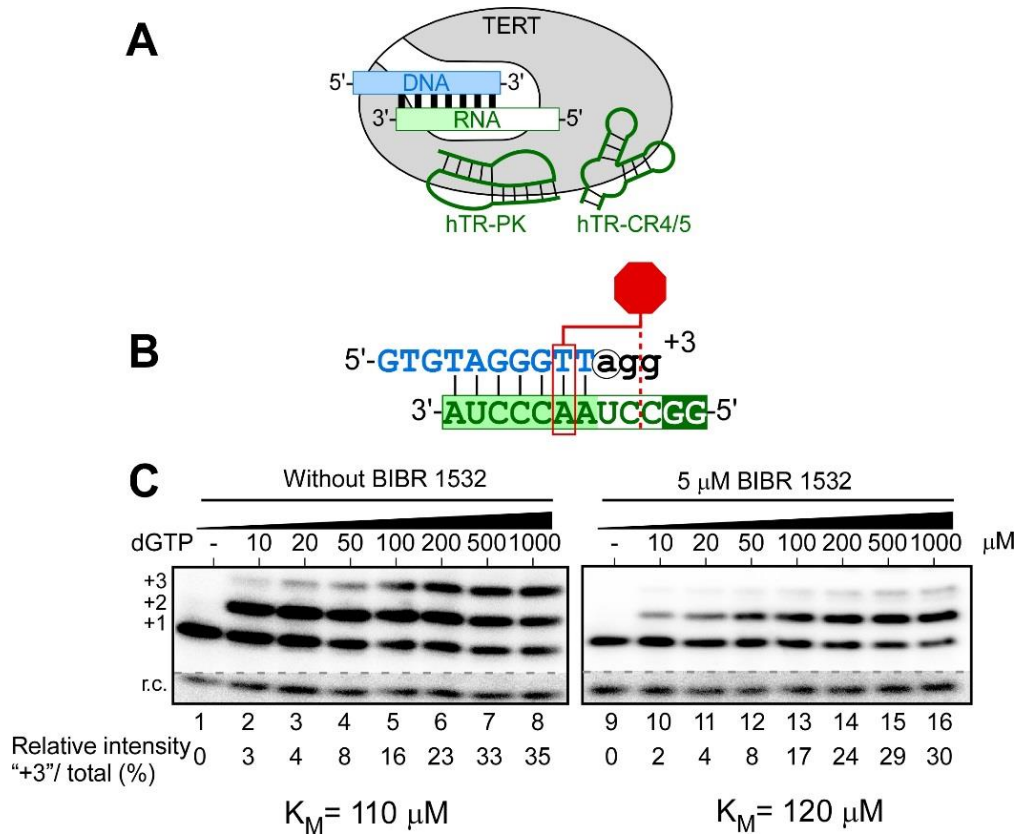 A
TERT
5'- DNA -3'
3'- RNA -5'
hTR-PK
hTR-CR4/5
B
5'-GTGTAGGGTTagg +3
3'-AUCCCAAUCCGG-5'
C
Without BIBR 1532
5 μM BIBR 1532
dGTP - 10 20 50 100 200 500 1000 - 10 20 50 100 200 500 1000 μM
+3
+2
+1
r.c.
1 2 3 4 5 6 7 8 9 10 11 12 13 14 15 16
Relative intensity
"+3"/ total (%) 0 3 4 8 16 23 33 35 0 2 4 8 17 24 29 30
KM= 110 μM KM= 120 μM